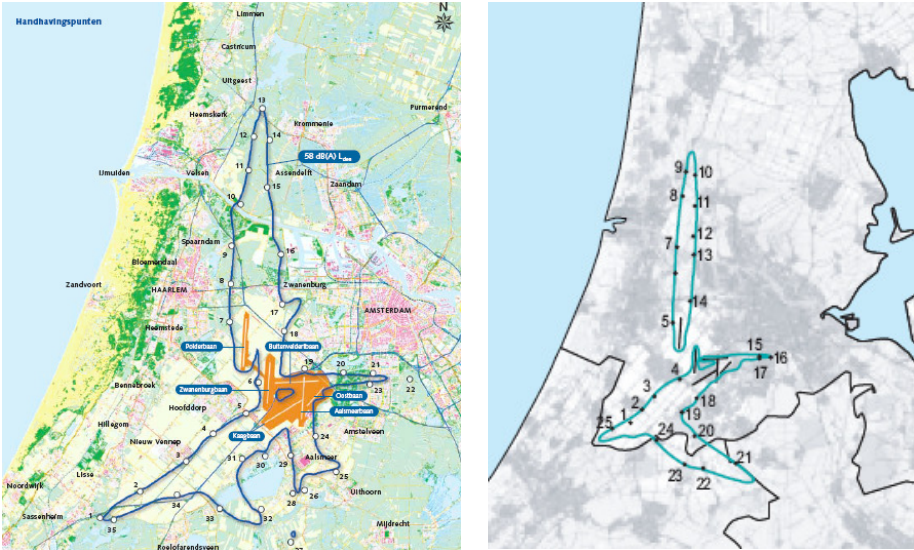 Handhavingspunten
N
Limmen
Castricum
Uitgeest
Heemskerk
Krommenie
Purmerend
58 dB(A) Lden
IJmuiden
Velsen
Assendelft
Zaandam
Spaarndam
Bloemendaal
Zandvoort
HAARLEM
Zwanenburg
AMSTERDAM
Heemstede
Polderbaan
Buitenveldertbaan
Bennebroek
Zwanenburgbaan
Oostbaan
Aalsmeerbaan
Hoofddorp
Hillegom
Kaagbaan
Amstelveen
Nieuw Vennep
Aalsmeer
Lisse
Noordwijk
Uithoorn
Sassenheim
Mijdrecht
Roelofarendsveen
13
12
14
11
15
10
9
16
8
17
7
18
19
20
21
22
23
6
5
4
24
3
31
30
29
25
2
34
28
26
1
35
33
32
9
10
8
11
7
12
13
14
5
15
16
17
4
3
18
2
1
19
25
24
20
21
23
22